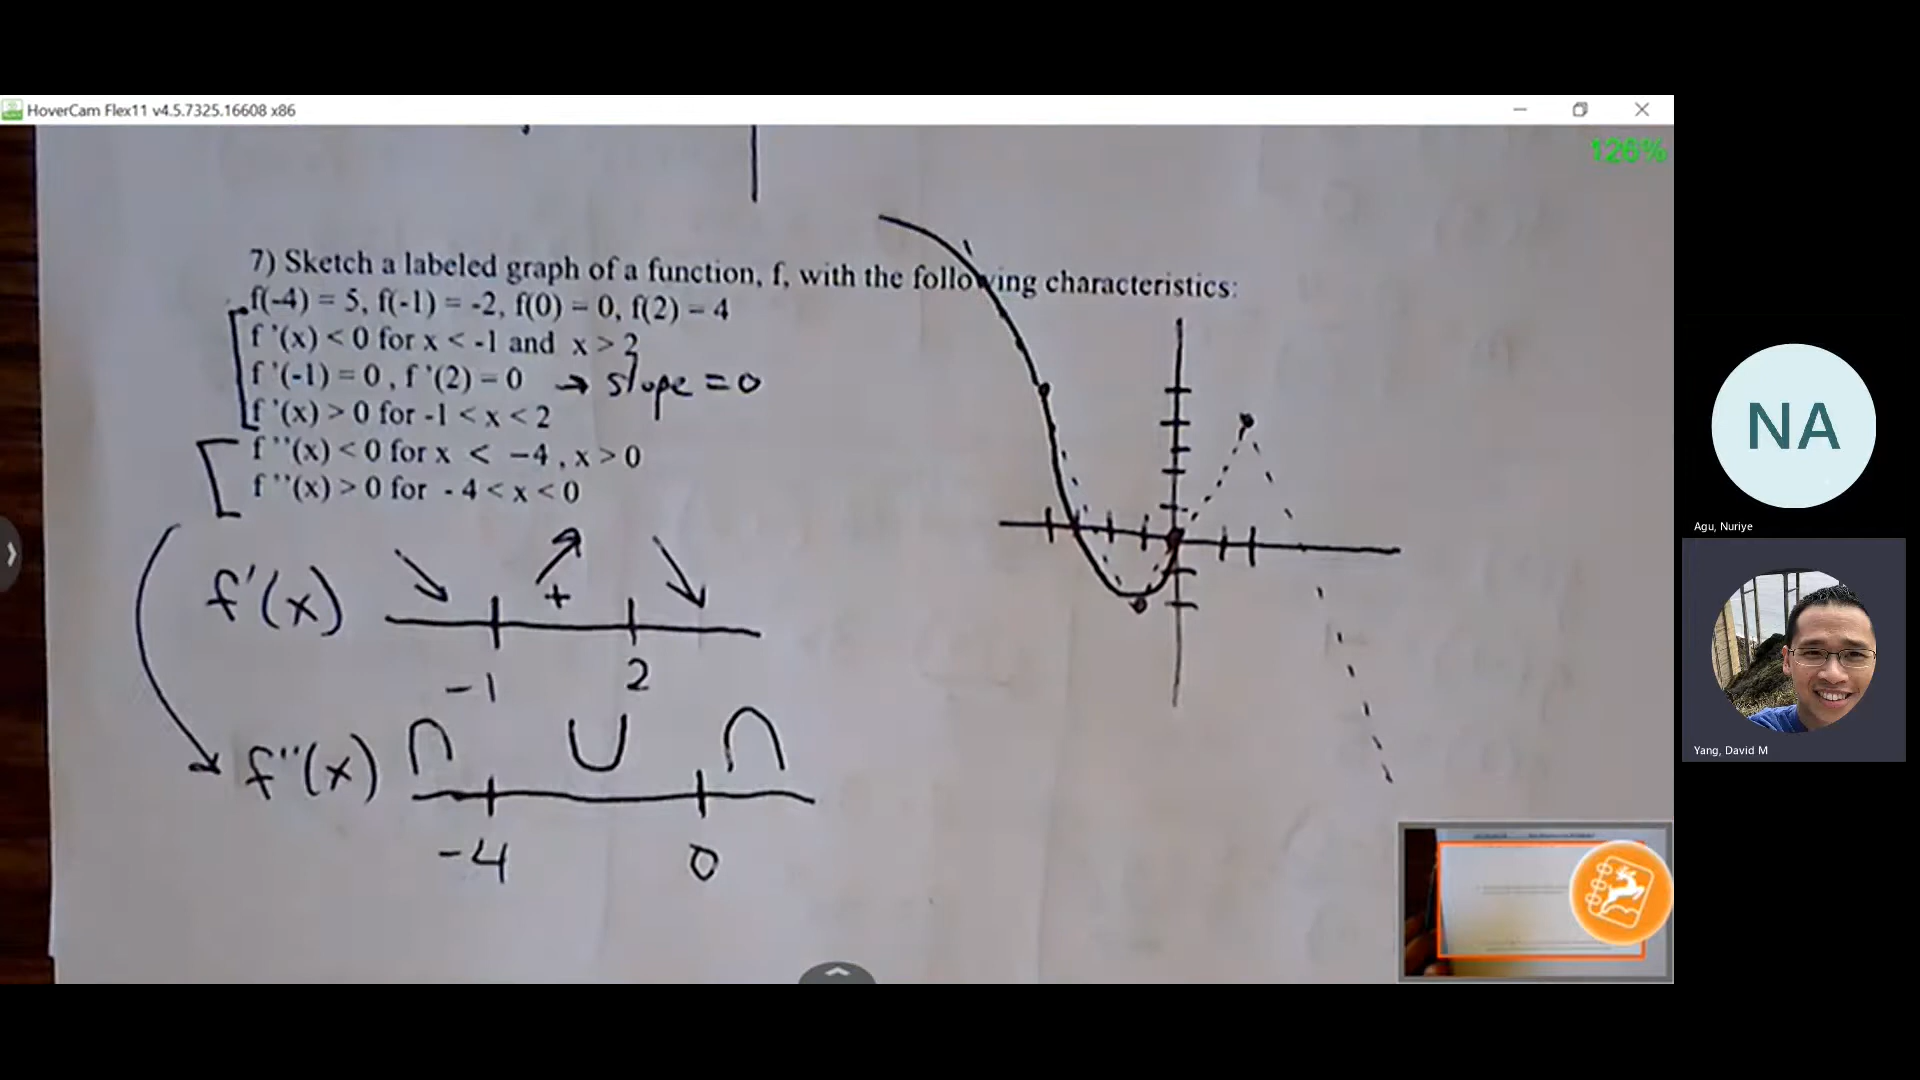 HoverCam Flex11 v4.5.7325.16608 x86
126%
7) Sketch a labeled graph of a function, f, with the following characteristics:
f(-4) = 5, f(-1) = -2, f(0) = 0, f(2) = 4
f '(x) < 0 for x < -1 and x > 2
f '(-1) = 0 , f '(2) = 0 → slope = 0
f '(x) > 0 for -1 < x < 2
f ''(x) < 0 for x < -4 , x > 0
f ''(x) > 0 for - 4 < x < 0
f'(x) +
-1 2
f''(x)
-4 0
NA
Agu, Nuriye
Yang, David M